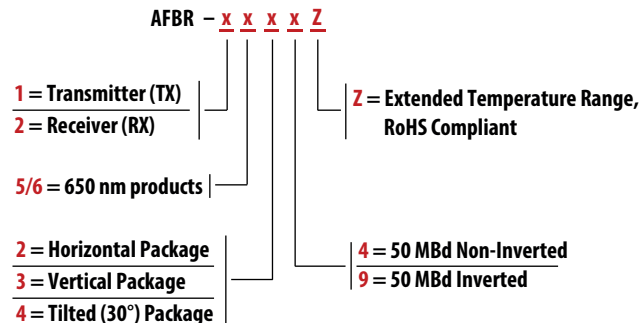 AFBR – x x x x Z
1 = Transmitter (TX)
2 = Receiver (RX)
5/6 = 650 nm products
2 = Horizontal Package
3 = Vertical Package
4 = Tilted (30°) Package
Z = Extended Temperature Range,
RoHS Compliant
4 = 50 MBd Non-Inverted
9 = 50 MBd Inverted